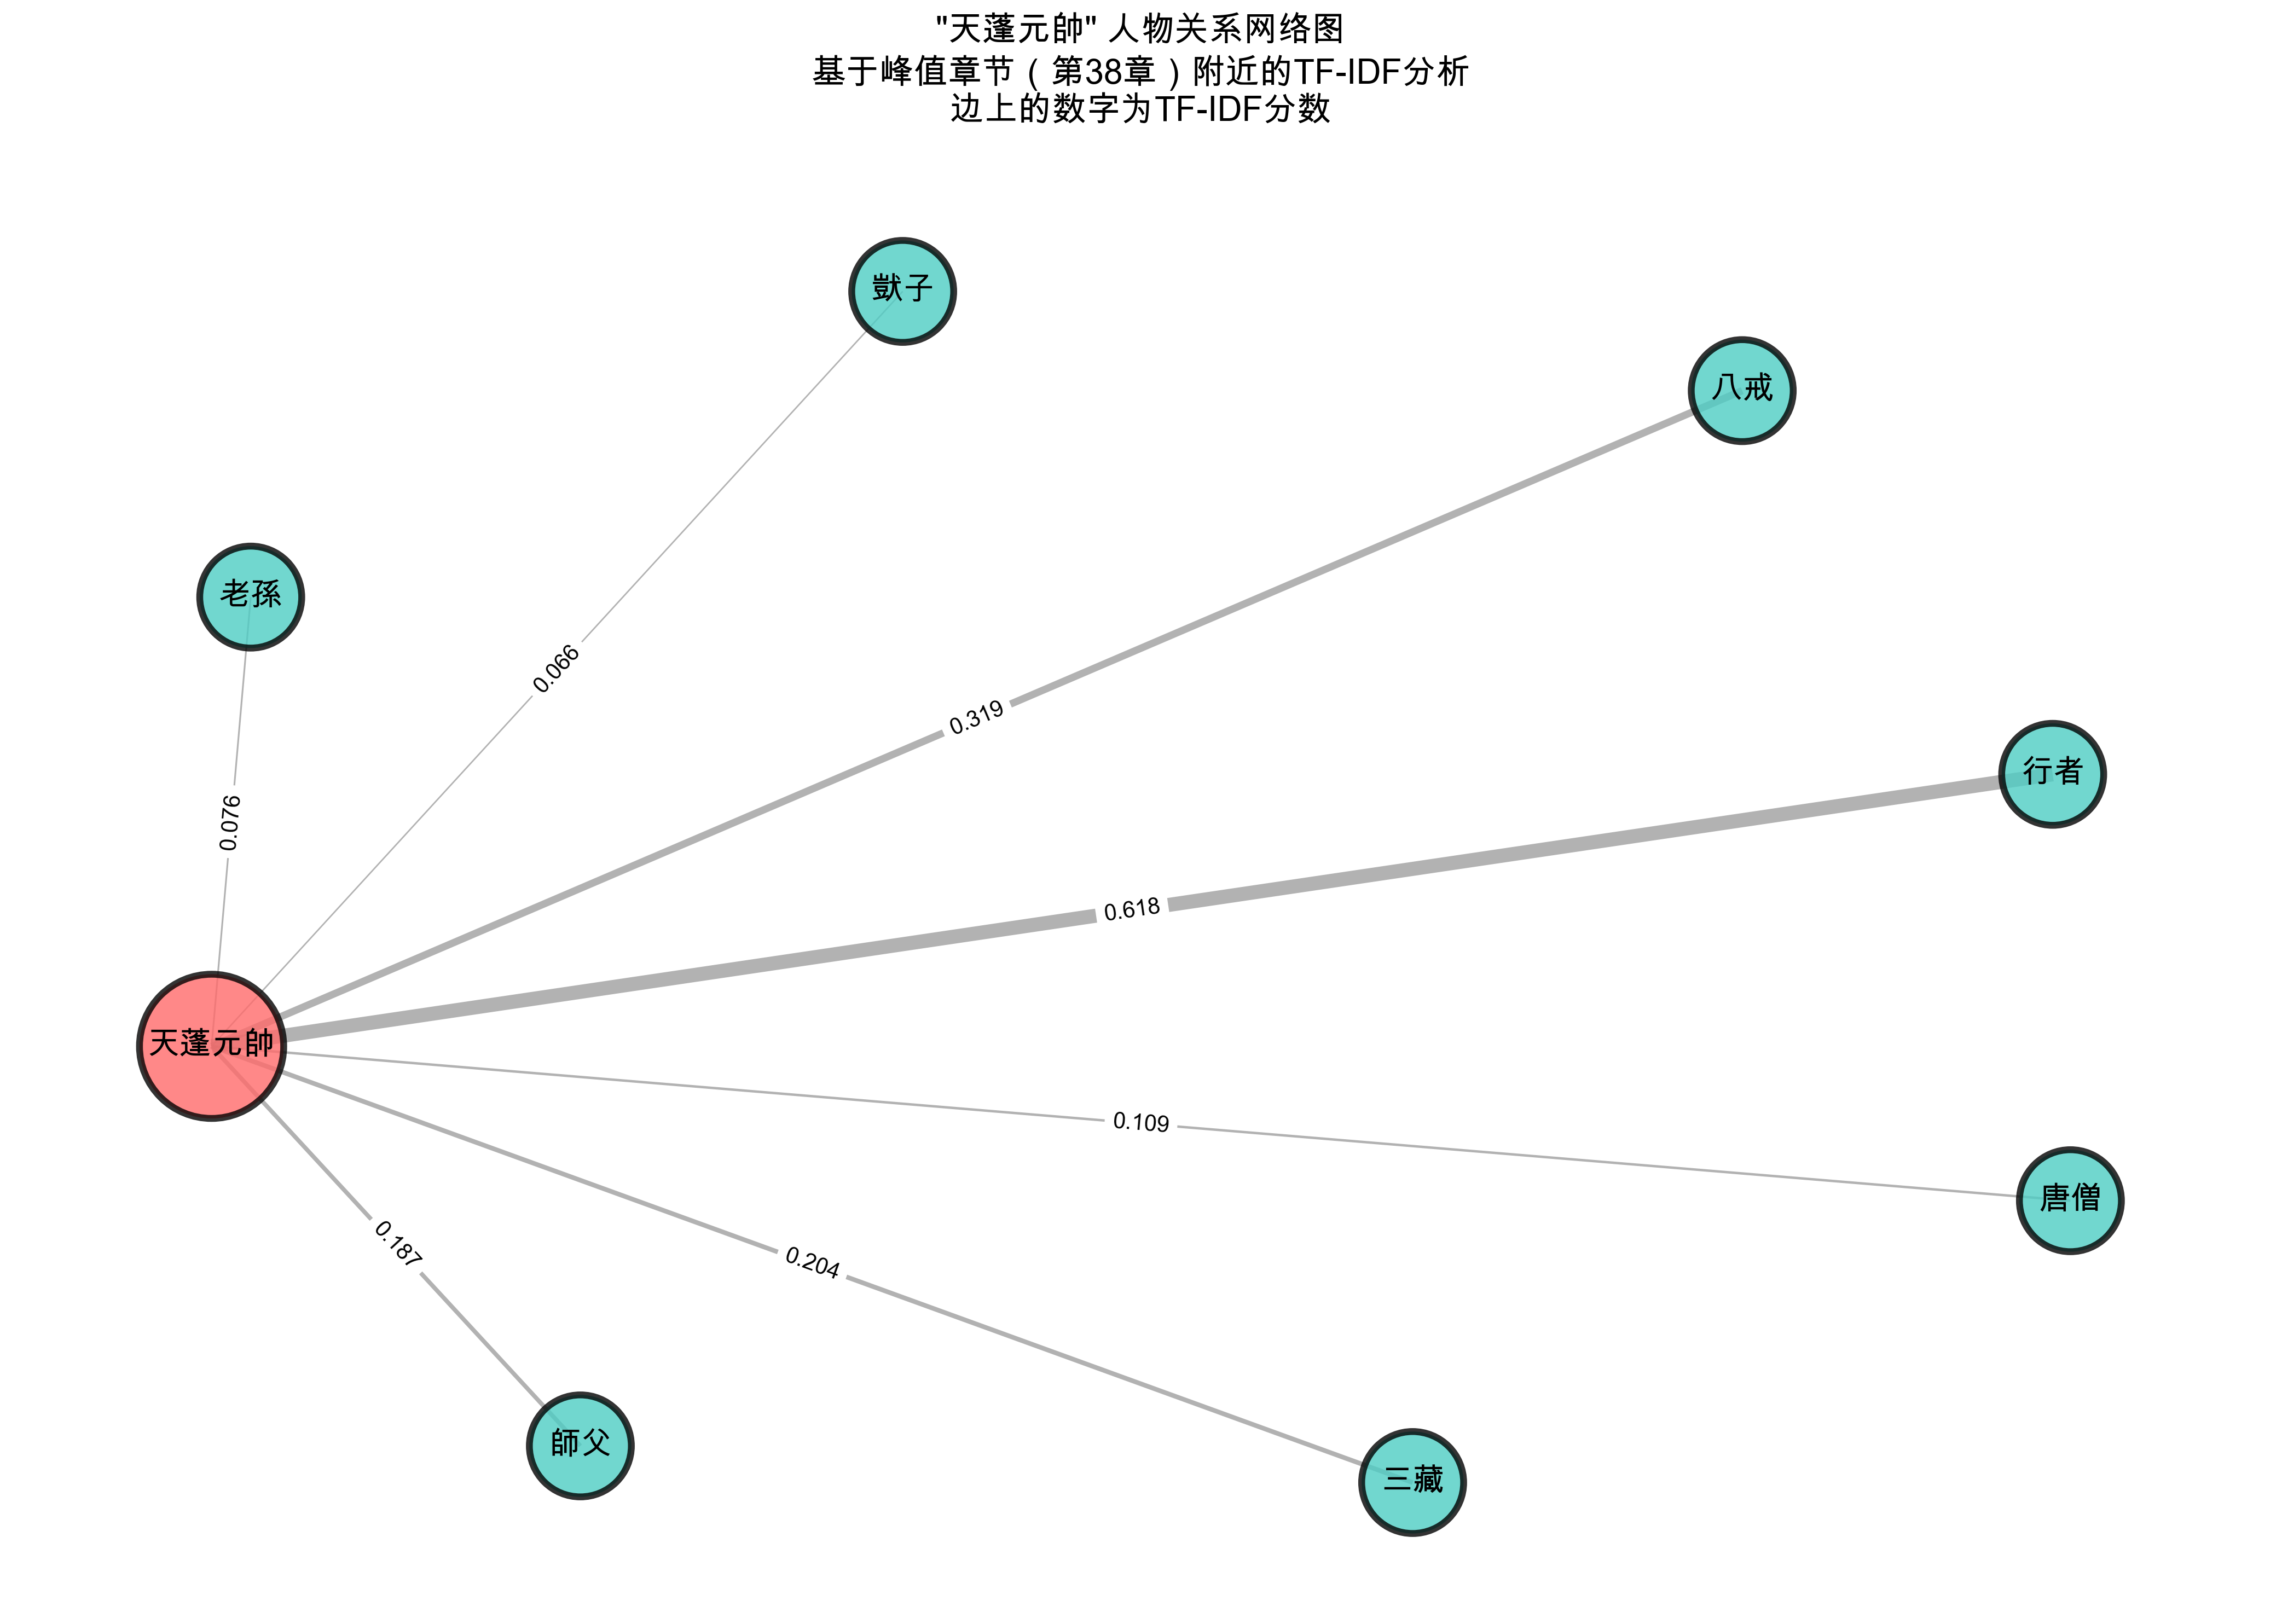 "天蓬元帥" 人物关系网络图
基于峰值章节（第38章）附近的TF-IDF分析
边上的数字为TF-IDF分数
獃子
八戒
老孫
0.066
0.319
行者
0.076
0.618
天蓬元帥
0.109
唐僧
0.187
0.204
師父
三藏